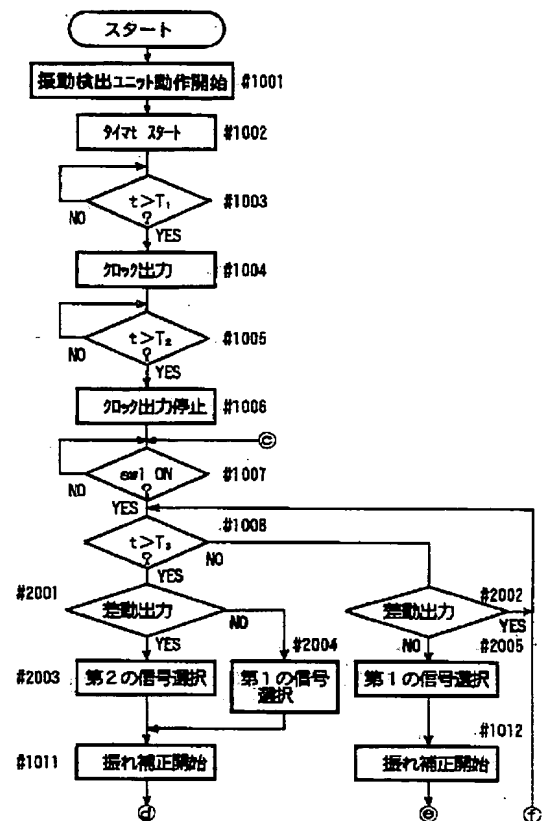 スタート
振動検出ユニット動作開始 #1001
タイマt スタート #1002
t>T₁
?
#1003
NO
YES
クロック出力 #1004
t>T₂
?
#1005
NO
YES
クロック出力停止 #1006
ⓒ
sw1 ON
?
#1007
NO
YES
#1008
t>T₃
?
NO
YES
#2001
差動出力
NO
YES
#2002
差動出力
YES
NO
#2003
第2の信号選択
#2004
第1の信号
選択
#2005
第1の信号選択
#1011
振れ補正開始
#1012
振れ補正開始
ⓓ
ⓔ
ⓕ